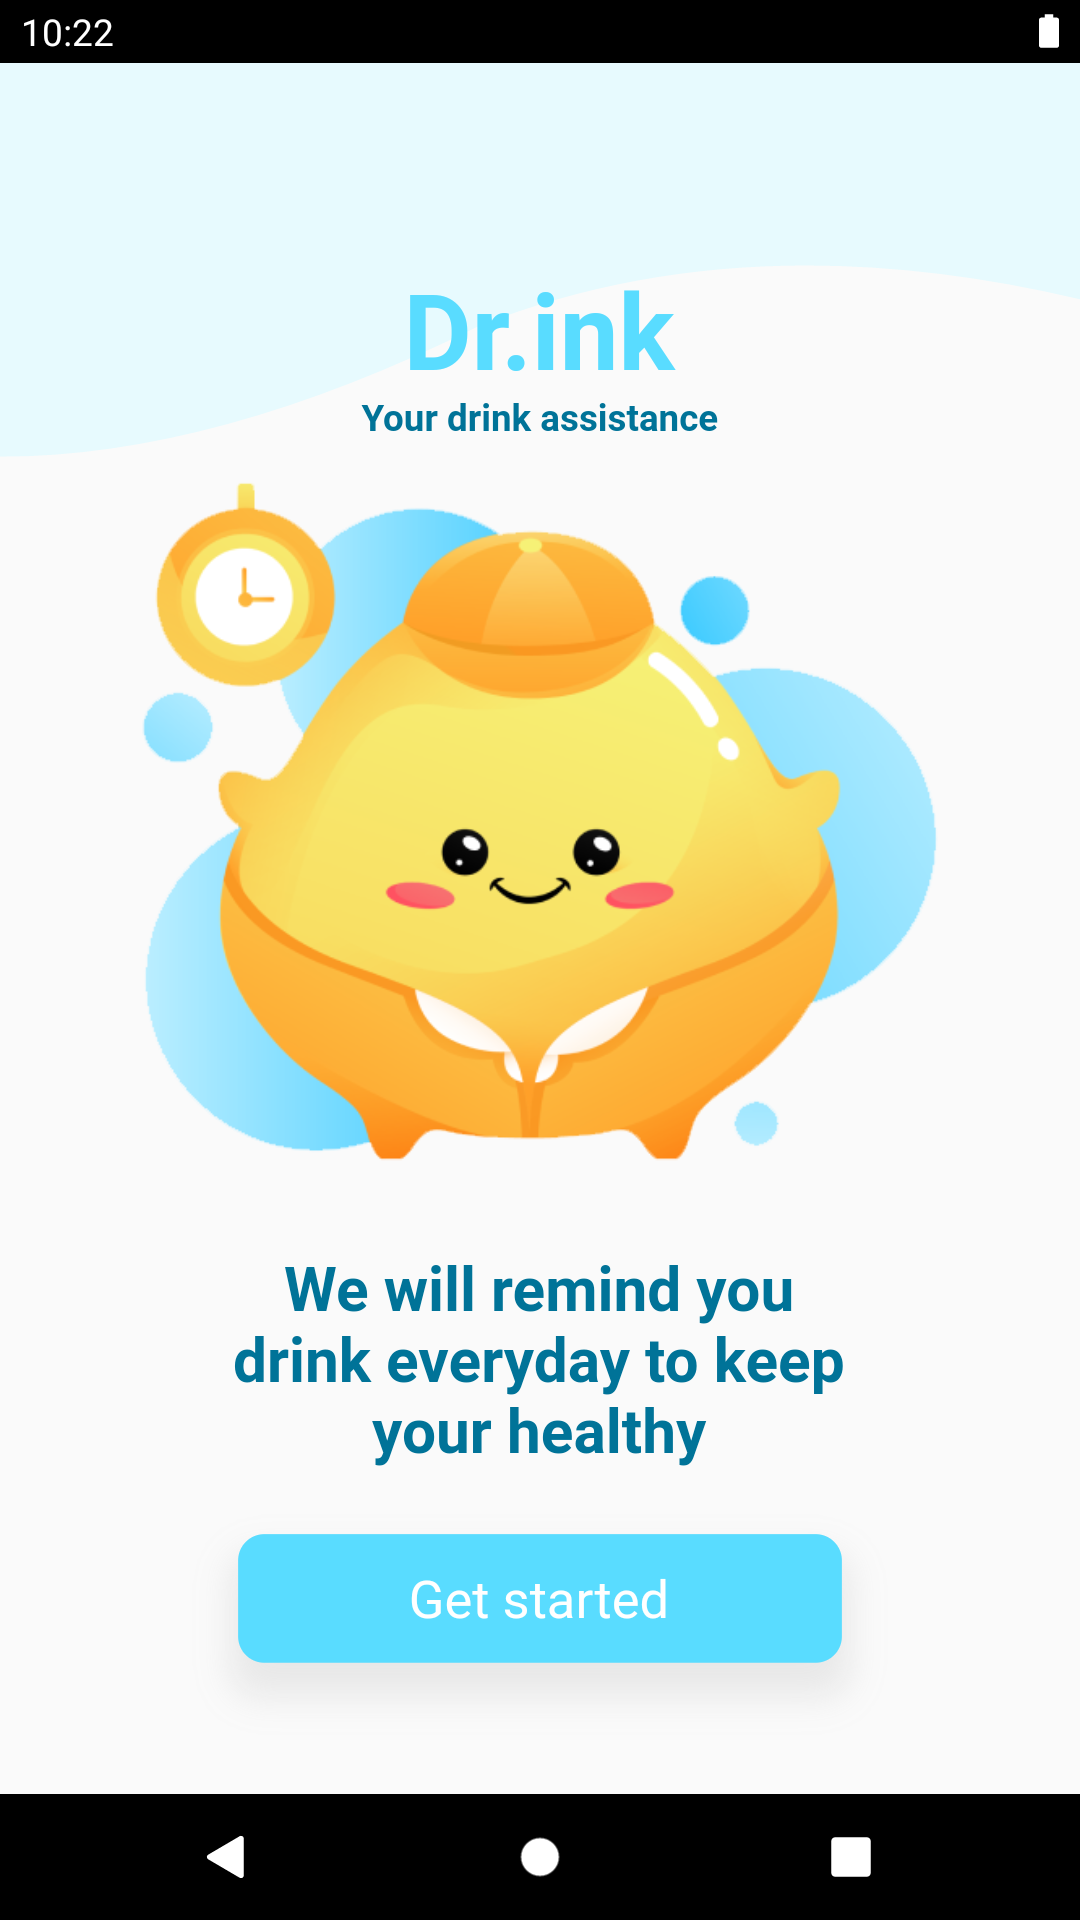 10:22
Dr.ink
Your drink assistance
We will remind you
drink everyday to keep
your healthy
Get started